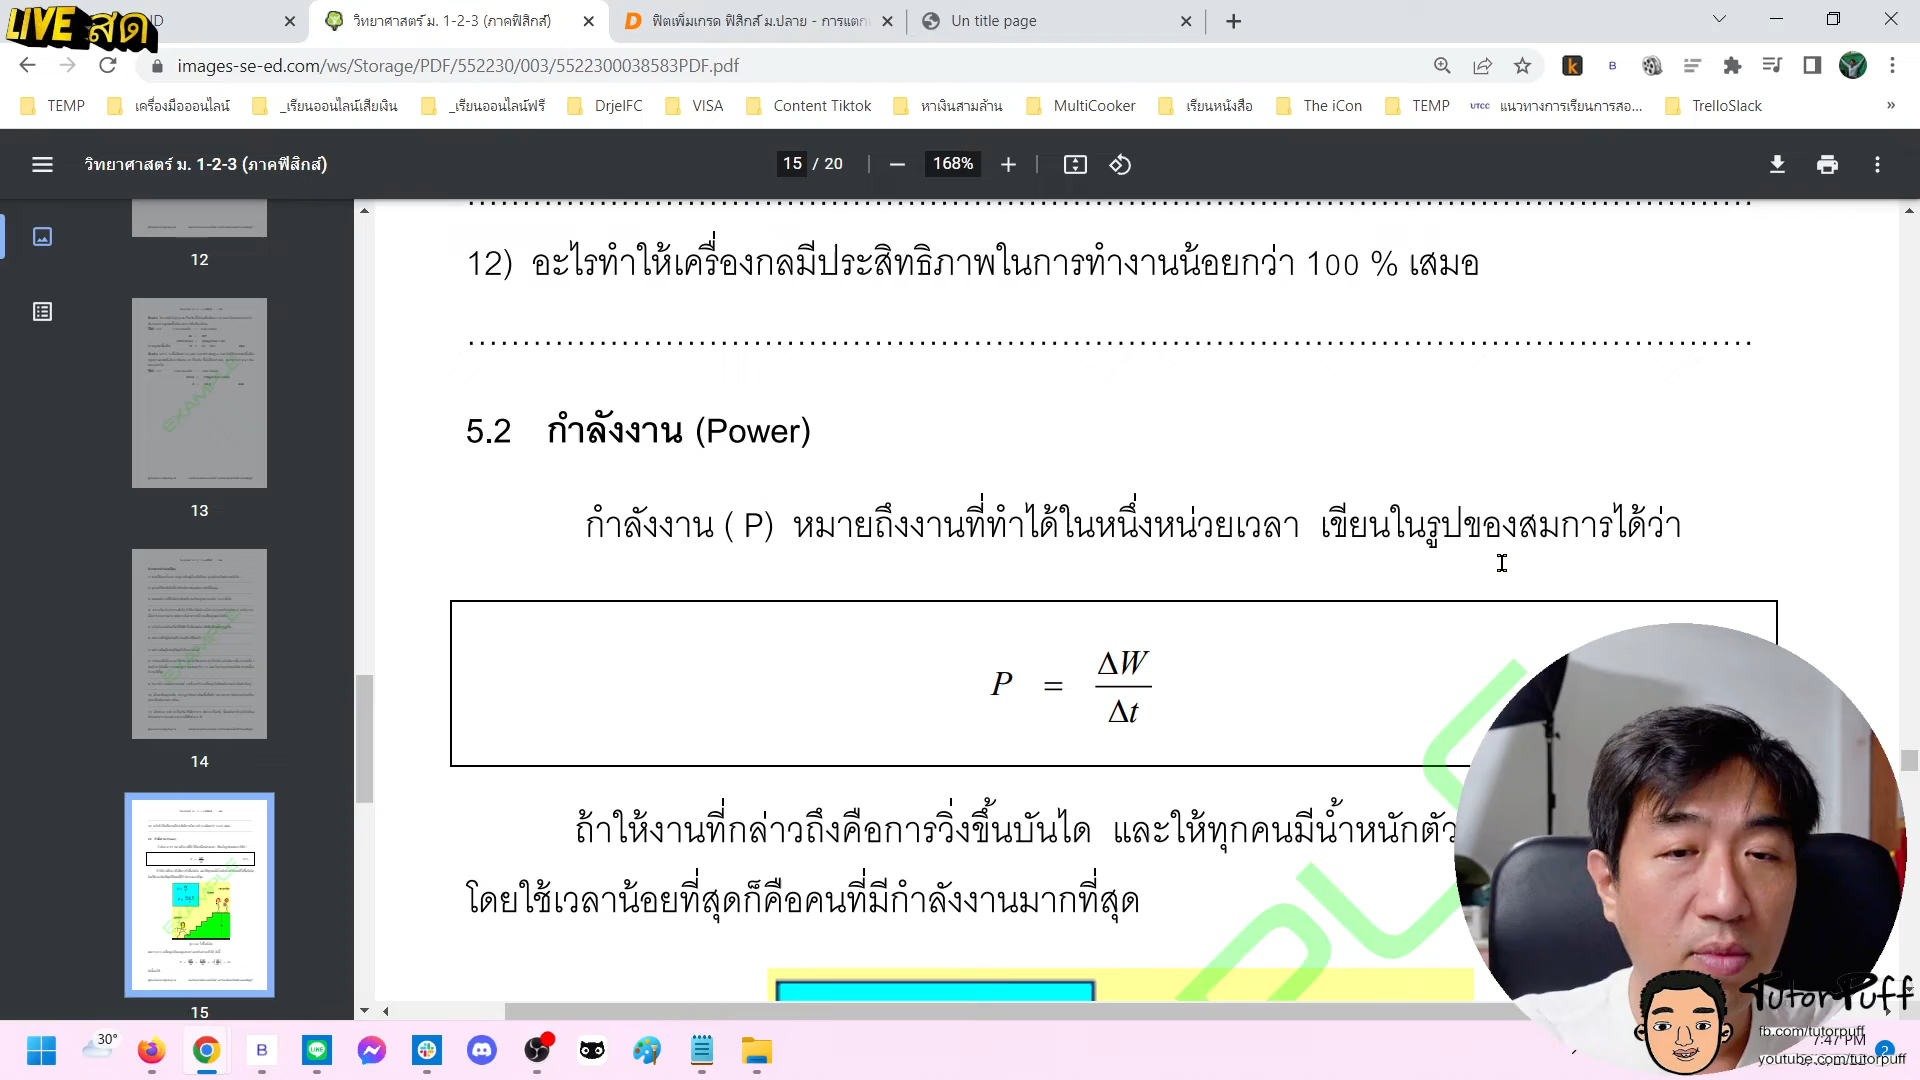 LIVE สด
ND
วิทยาศาสตร์ ม. 1-2-3 (ภาคฟิสิกส์)
ฟิตเพิ่มเกรด ฟิสิกส์ ม.ปลาย - การแตก
Un title page
images-se-ed.com/ws/Storage/PDF/552230/003/5522300038583PDF.pdf
TEMP
เครื่องมือออนไลน์
_เรียนออนไลน์เสียเงิน
_เรียนออนไลน์ฟรี
DrjeIFC
VISA
Content Tiktok
หาเงินสามล้าน
MultiCooker
เรียนหนังสือ
The iCon
TEMP
UTCC แนวทางการเรียนการสอ...
TrelloSlack
»
วิทยาศาสตร์ ม. 1-2-3 (ภาคฟิสิกส์)
15 / 20
168%
12
13
14
15
EXAMPLE
12) อะไรทำให้เครื่องกลมีประสิทธิภาพในการทำงานน้อยกว่า 100 % เสมอ
5.2 กำลังงาน (Power)
กำลังงาน ( P) หมายถึงงานที่ทำได้ในหนึ่งหน่วยเวลา เขียนในรูปของสมการได้ว่า
P = ΔW / Δt
ถ้าให้งานที่กล่าวถึงคือการวิ่งขึ้นบันได และให้ทุกคนมีน้ำหนักตัว
โดยใช้เวลาน้อยที่สุดก็คือคนที่มีกำลังงานมากที่สุด
30°
TutorPuff
fb.com/tutorpuff
7:47 PM
youtube.com/tutorpuff
2